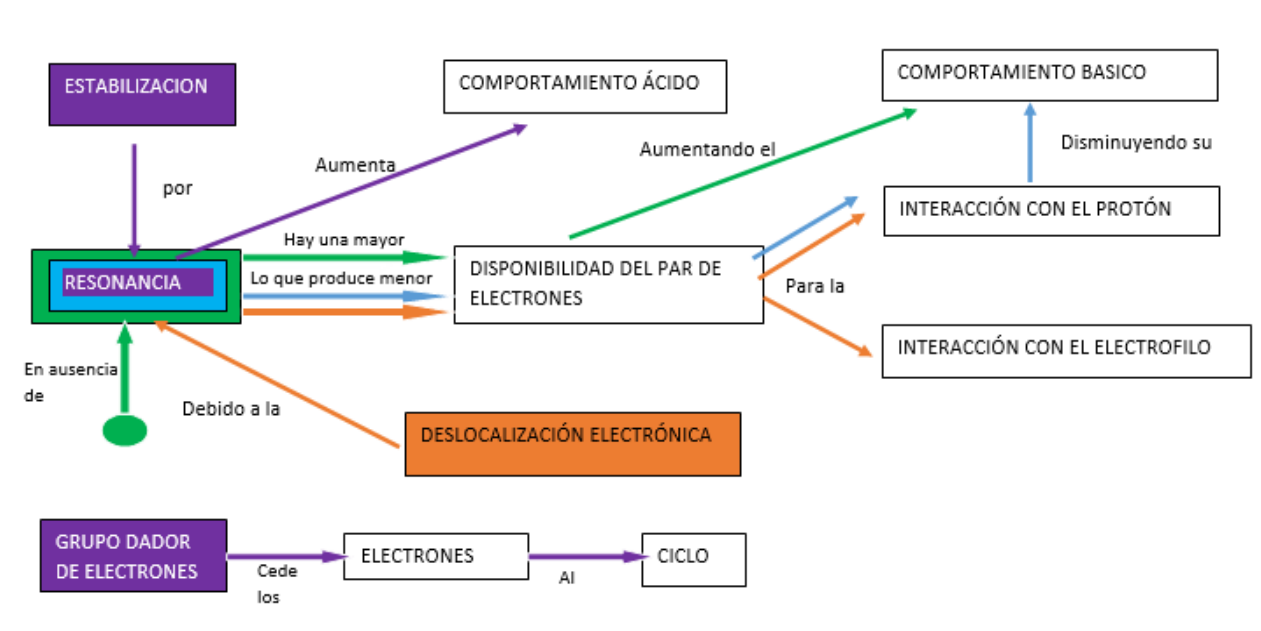 ESTABILIZACION
COMPORTAMIENTO ÁCIDO
COMPORTAMIENTO BASICO
Aumenta
Aumentando el
Disminuyendo su
por
INTERACCIÓN CON EL PROTÓN
Hay una mayor
RESONANCIA
Lo que produce menor
DISPONIBILIDAD DEL PAR DE
ELECTRONES
Para la
INTERACCIÓN CON EL ELECTROFILO
En ausencia
de
Debido a la
DESLOCALIZACIÓN ELECTRÓNICA
GRUPO DADOR
DE ELECTRONES
Cede
los
ELECTRONES
Al
CICLO